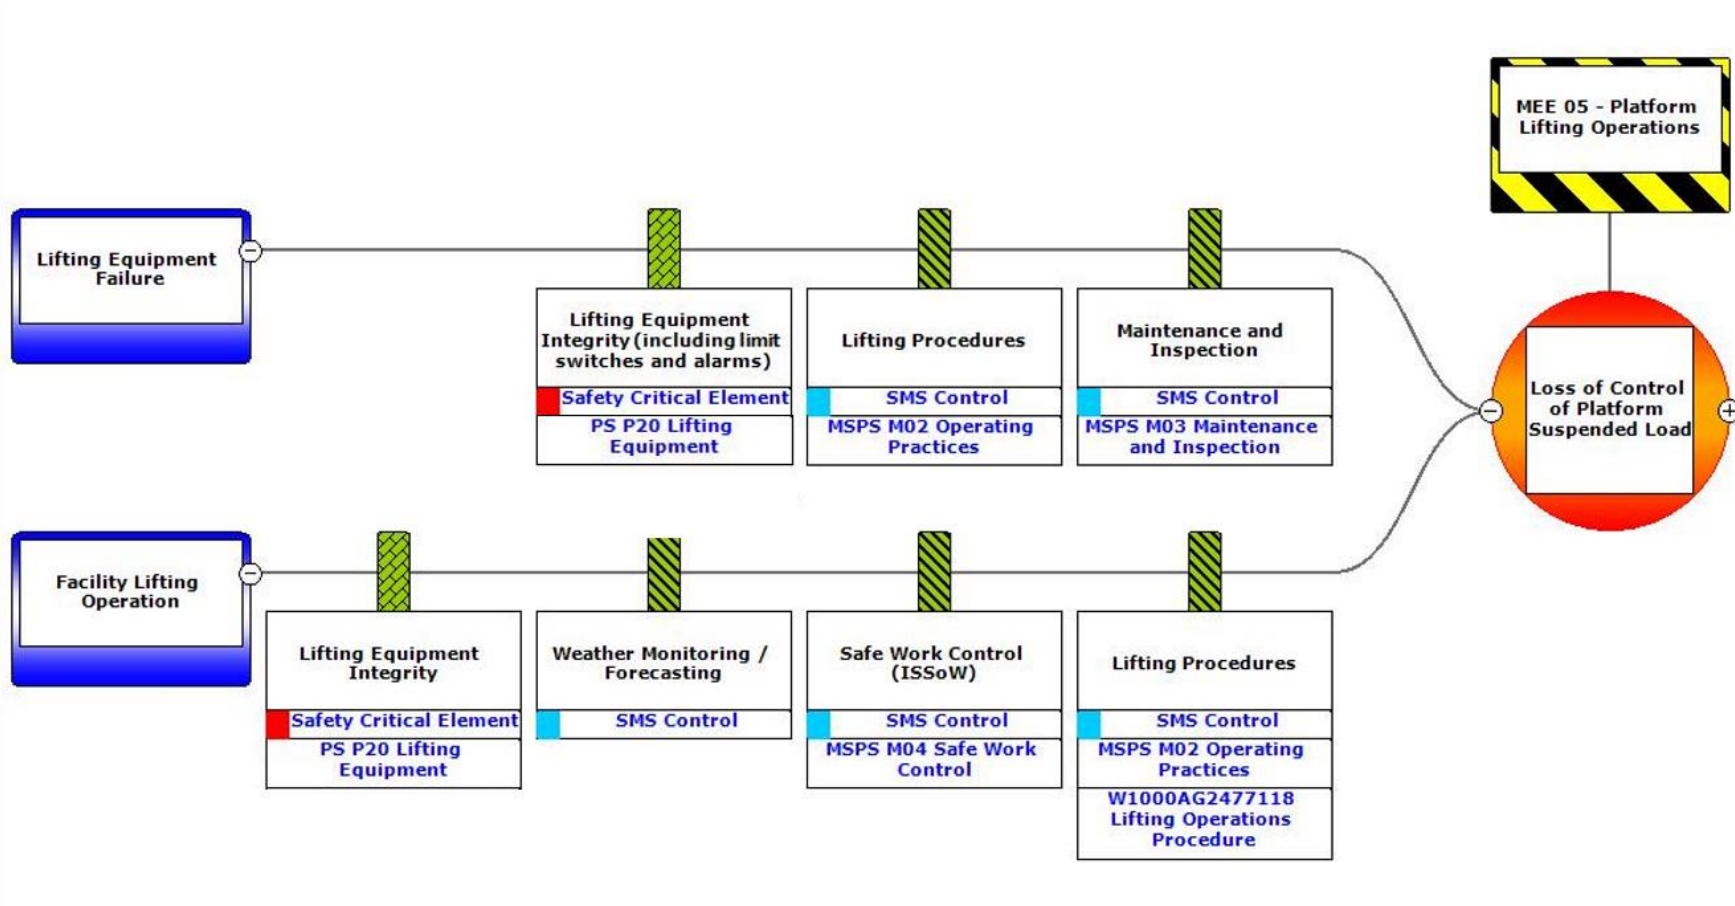 MEE 05 - Platform
Lifting Operations
Lifting Equipment
Failure
Lifting Equipment
Integrity (including limit
switches and alarms)
Safety Critical Element
PS P20 Lifting
Equipment
Lifting Procedures
SMS Control
MSPS M02 Operating
Practices
Maintenance and
Inspection
SMS Control
MSPS M03 Maintenance
and Inspection
Loss of Control
of Platform
Suspended Load
Facility Lifting
Operation
Lifting Equipment
Integrity
Safety Critical Element
PS P20 Lifting
Equipment
Weather Monitoring /
Forecasting
SMS Control
Safe Work Control
(ISSoW)
SMS Control
MSPS M04 Safe Work
Control
Lifting Procedures
SMS Control
MSPS M02 Operating
Practices
W1000AG2477118
Lifting Operations
Procedure